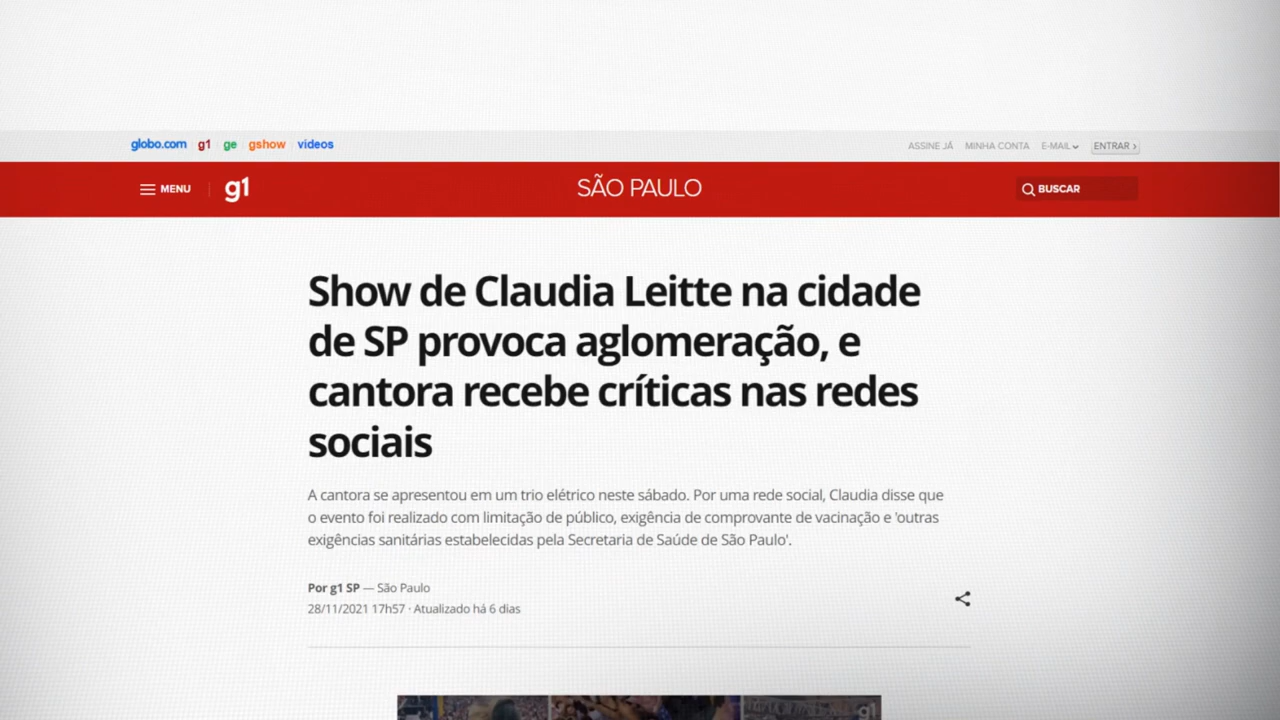 globo.com g1 ge gshow videos
ASSINE JÁ MINHA CONTA E-MAIL ENTRAR ›
MENU g1
SÃO PAULO
BUSCAR
Show de Claudia Leitte na cidade
de SP provoca aglomeração, e
cantora recebe críticas nas redes
sociais
A cantora se apresentou em um trio elétrico neste sábado. Por uma rede social, Claudia disse que
o evento foi realizado com limitação de público, exigência de comprovante de vacinação e 'outras
exigências sanitárias estabelecidas pela Secretaria de Saúde de São Paulo'.
Por g1 SP — São Paulo
28/11/2021 17h57 · Atualizado há 6 dias
g1